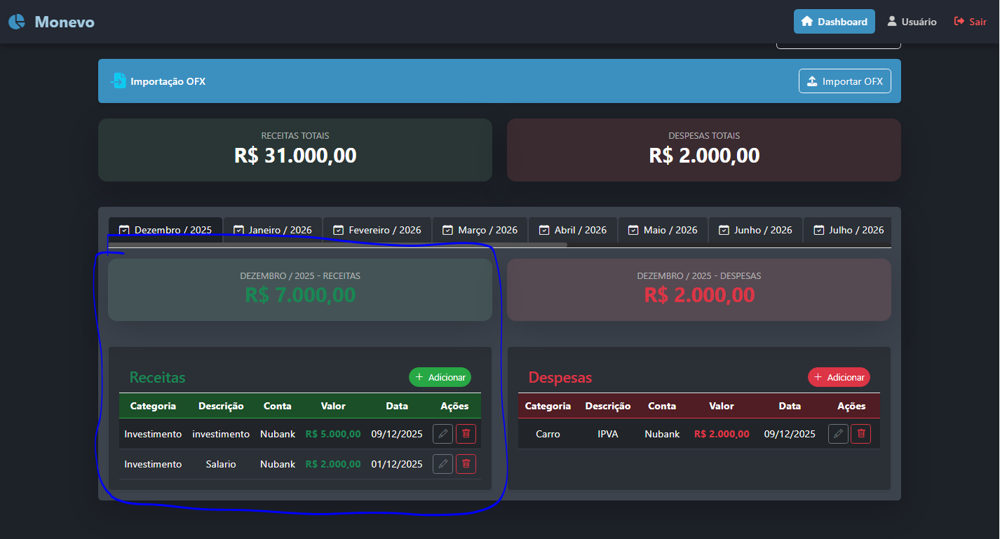 Monevo
Dashboard
Usuário
Sair
Importação OFX
Importar OFX
RECEITAS TOTAIS
R$ 31.000,00
DESPESAS TOTAIS
R$ 2.000,00
Dezembro / 2025
Janeiro / 2026
Fevereiro / 2026
Março / 2026
Abril / 2026
Maio / 2026
Junho / 2026
Julho / 2026
DEZEMBRO / 2025 - RECEITAS
R$ 7.000,00
DEZEMBRO / 2025 - DESPESAS
R$ 2.000,00
Receitas
+ Adicionar
Categoria Descrição Conta Valor Data Ações
Investimento investimento Nubank R$ 5.000,00 09/12/2025
Investimento Salario Nubank R$ 2.000,00 01/12/2025
Despesas
+ Adicionar
Categoria Descrição Conta Valor Data Ações
Carro IPVA Nubank R$ 2.000,00 09/12/2025